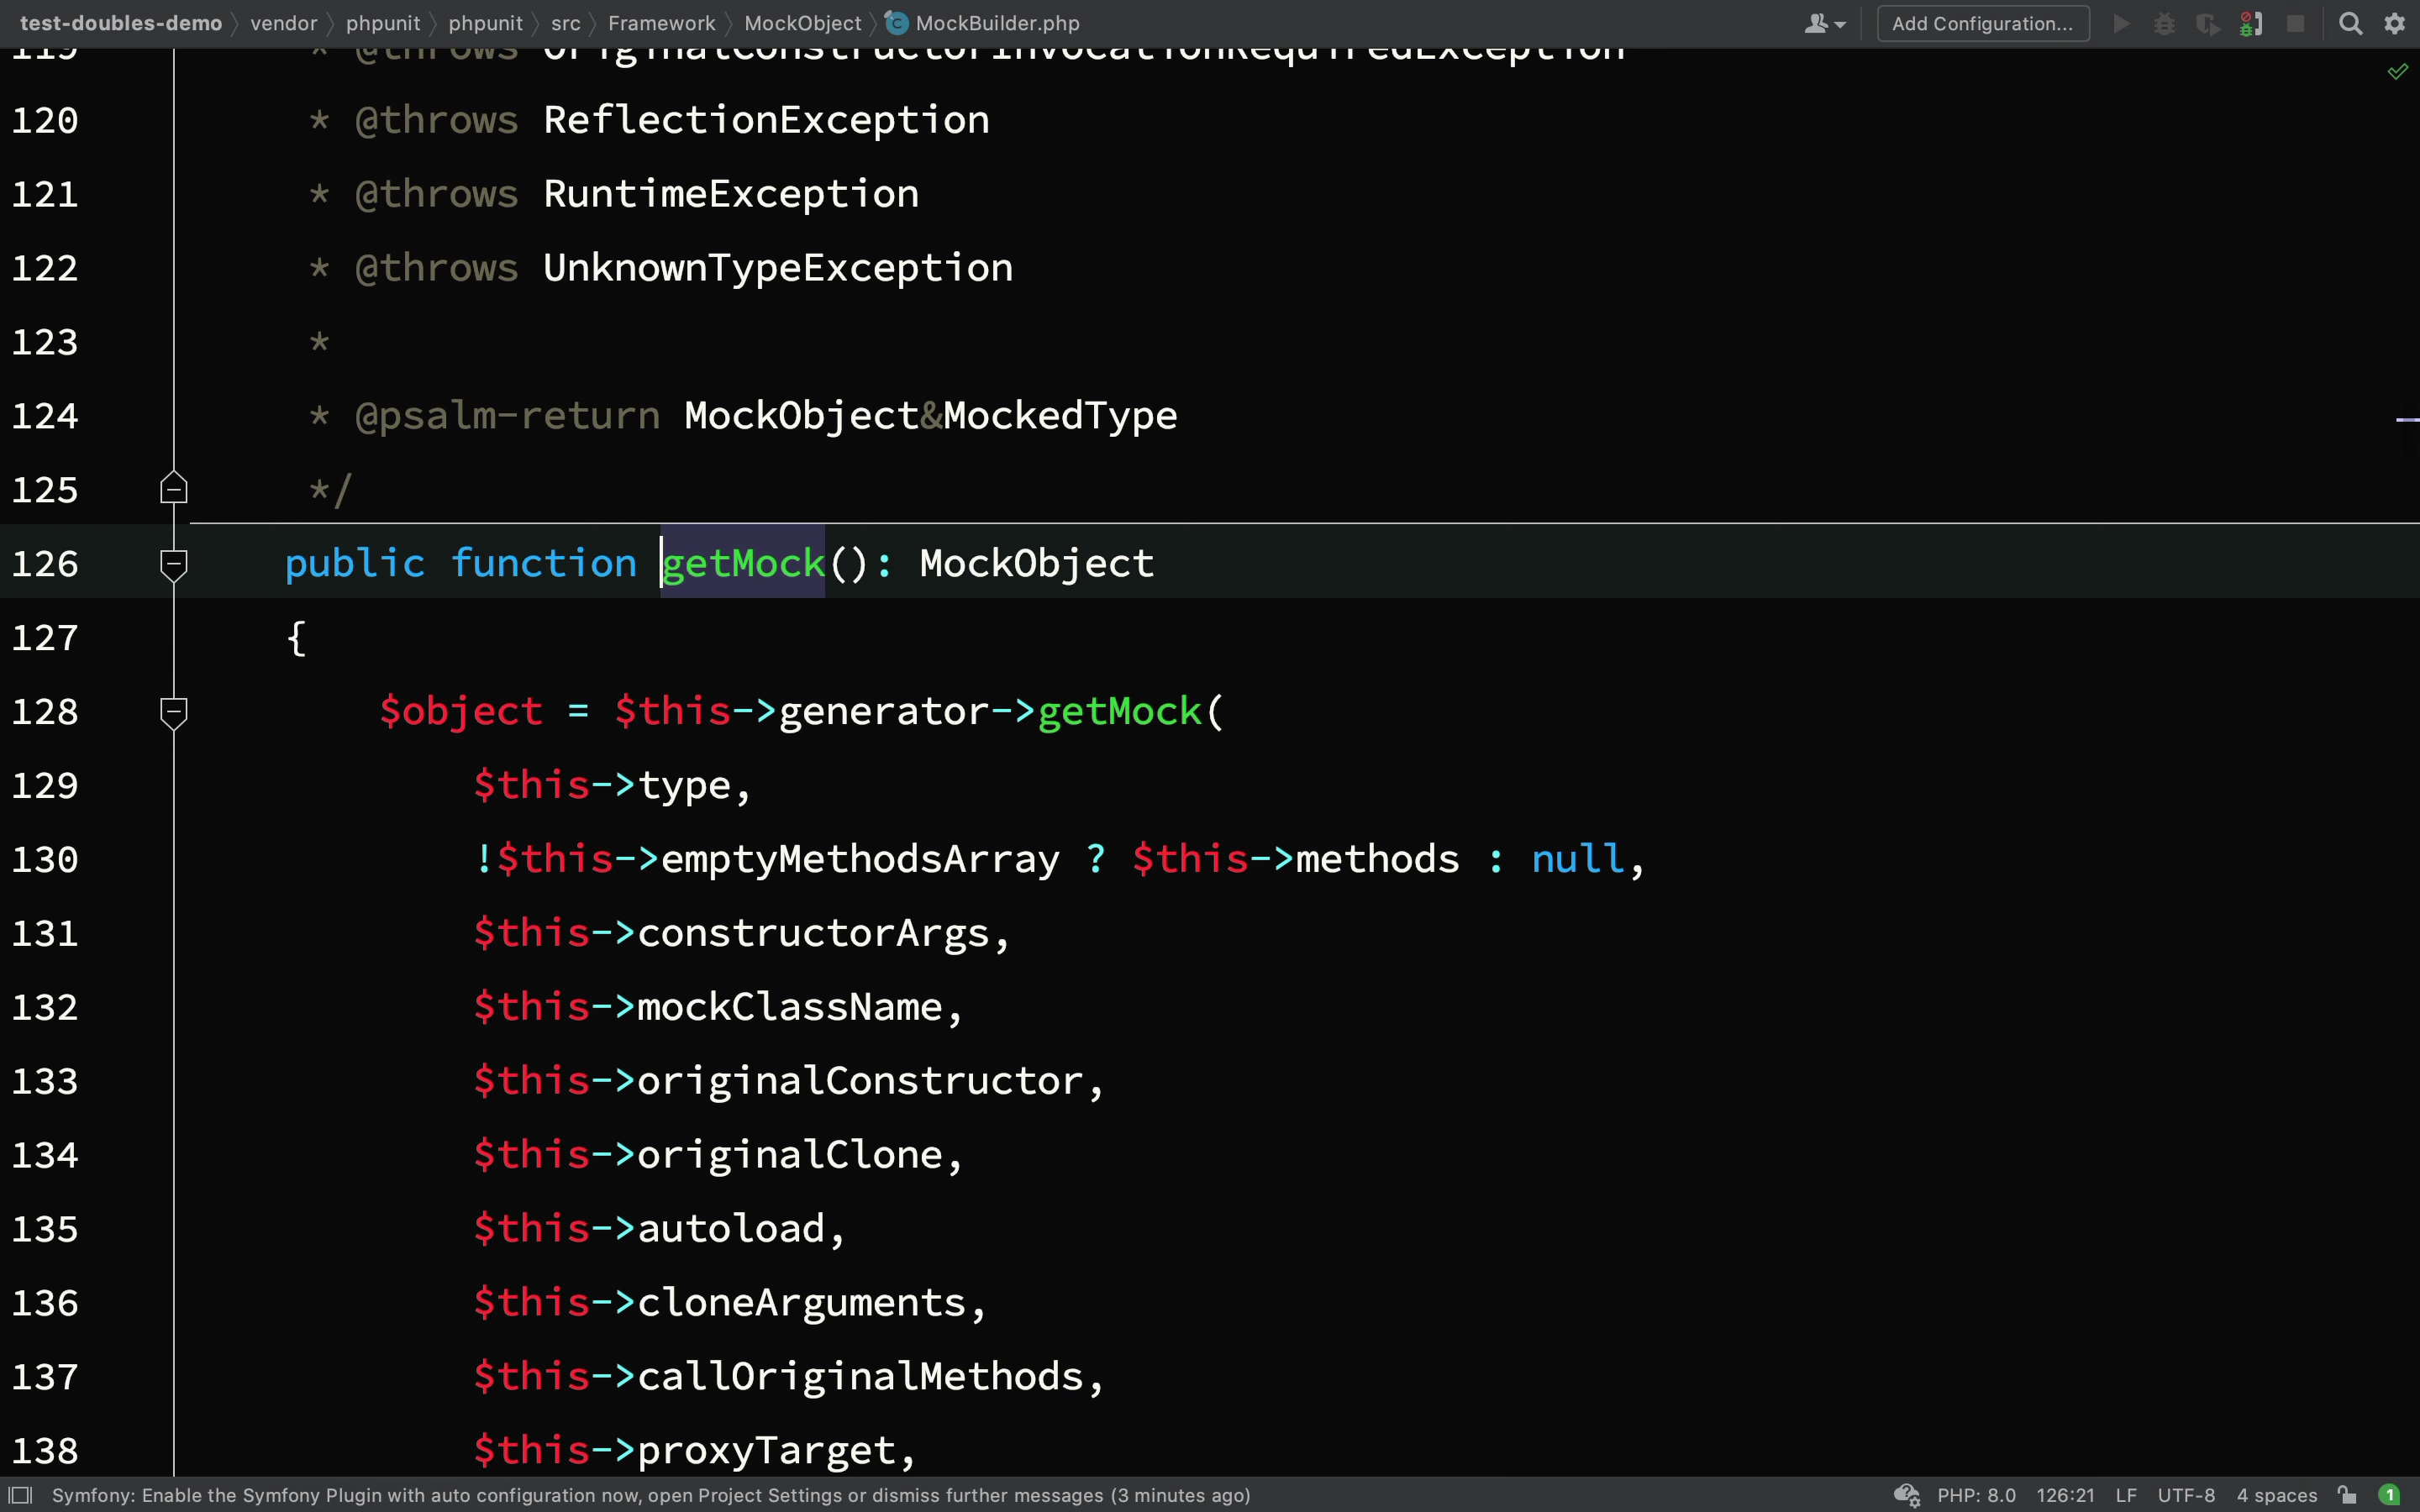 test-doubles-demo vendor phpunit phpunit src Framework MockObject MockBuilder.php Add Configuration...
119 * @throws OriginalConstructorInvocationRequiredException
120 * @throws ReflectionException
121 * @throws RuntimeException
122 * @throws UnknownTypeException
123 *
124 * @psalm-return MockObject&MockedType
125 */
126 public function getMock(): MockObject
127 {
128 $object = $this->generator->getMock(
129 $this->type,
130 !$this->emptyMethodsArray ? $this->methods : null,
131 $this->constructorArgs,
132 $this->mockClassName,
133 $this->originalConstructor,
134 $this->originalClone,
135 $this->autoload,
136 $this->cloneArguments,
137 $this->callOriginalMethods,
138 $this->proxyTarget,
Symfony: Enable the Symfony Plugin with auto configuration now, open Project Settings or dismiss further messages (3 minutes ago) PHP: 8.0 126:21 LF UTF-8 4 spaces 1